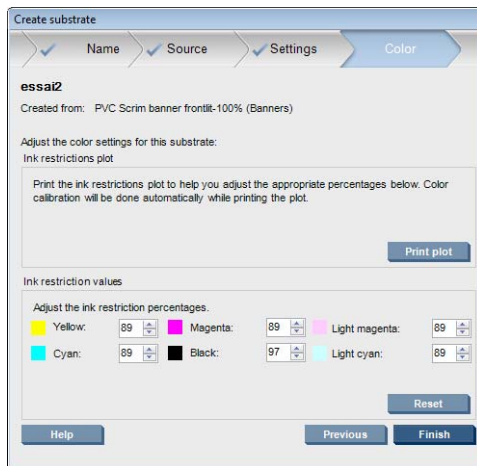 Create substrate
Name Source Settings Color
essai2
Created from: PVC Scrim banner frontlit-100% (Banners)
Adjust the color settings for this substrate:
Ink restrictions plot
Print the ink restrictions plot to help you adjust the appropriate percentages below. Color
calibration will be done automatically while printing the plot.
Print plot
Ink restriction values
Adjust the ink restriction percentages.
Yellow: 89 Magenta: 89 Light magenta: 89
Cyan: 89 Black: 97 Light cyan: 89
Reset
Help Previous Finish